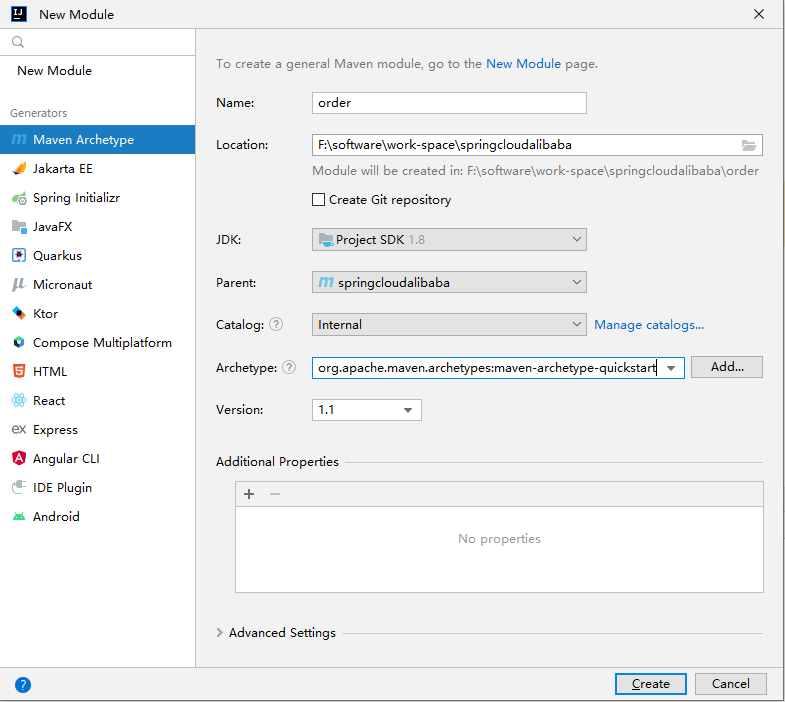 New Module
New Module
Generators
Maven Archetype
Jakarta EE
Spring Initializr
JavaFX
Quarkus
Micronaut
Ktor
Compose Multiplatform
HTML
React
Express
Angular CLI
IDE Plugin
Android
To create a general Maven module, go to the New Module page.
Name: order
Location: F:\software\work-space\springcloudalibaba
Module will be created in: F:\software\work-space\springcloudalibaba\order
Create Git repository
JDK: Project SDK 1.8
Parent: springcloudalibaba
Catalog: ? Internal Manage catalogs...
Archetype: ? org.apache.maven.archetypes:maven-archetype-quickstart Add...
Version: 1.1
Additional Properties
No properties
Advanced Settings
? Create Cancel